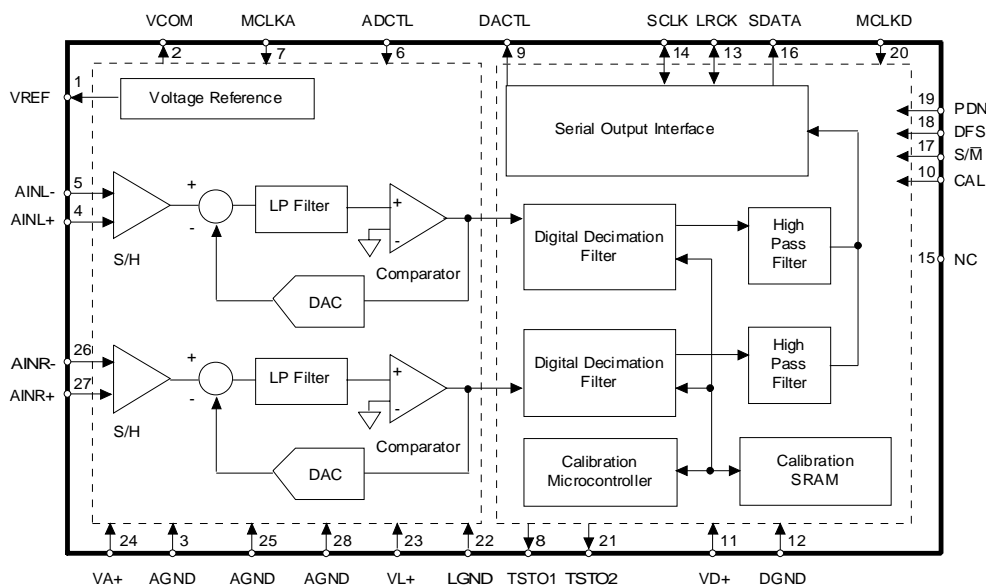 VCOM MCLKA ADCTL DACTL SCLK LRCK SDATA MCLKD
2 7 6 9 14 13 16 20
1
VREF
Voltage Reference
Serial Output Interface
19
PDN
18
DFS
17
S/M̅
10
CAL
5
AINL-
4
AINL+
+
-
S/H
LP Filter
+
-
Comparator
DAC
Digital Decimation
Filter
High
Pass
Filter
15
NC
26
AINR-
27
AINR+
+
-
S/H
LP Filter
+
-
Comparator
DAC
Digital Decimation
Filter
High
Pass
Filter
Calibration
Microcontroller
Calibration
SRAM
24 3 25 28 23 22 8 21 11 12
VA+ AGND AGND AGND VL+ LGND TSTO1 TSTO2 VD+ DGND